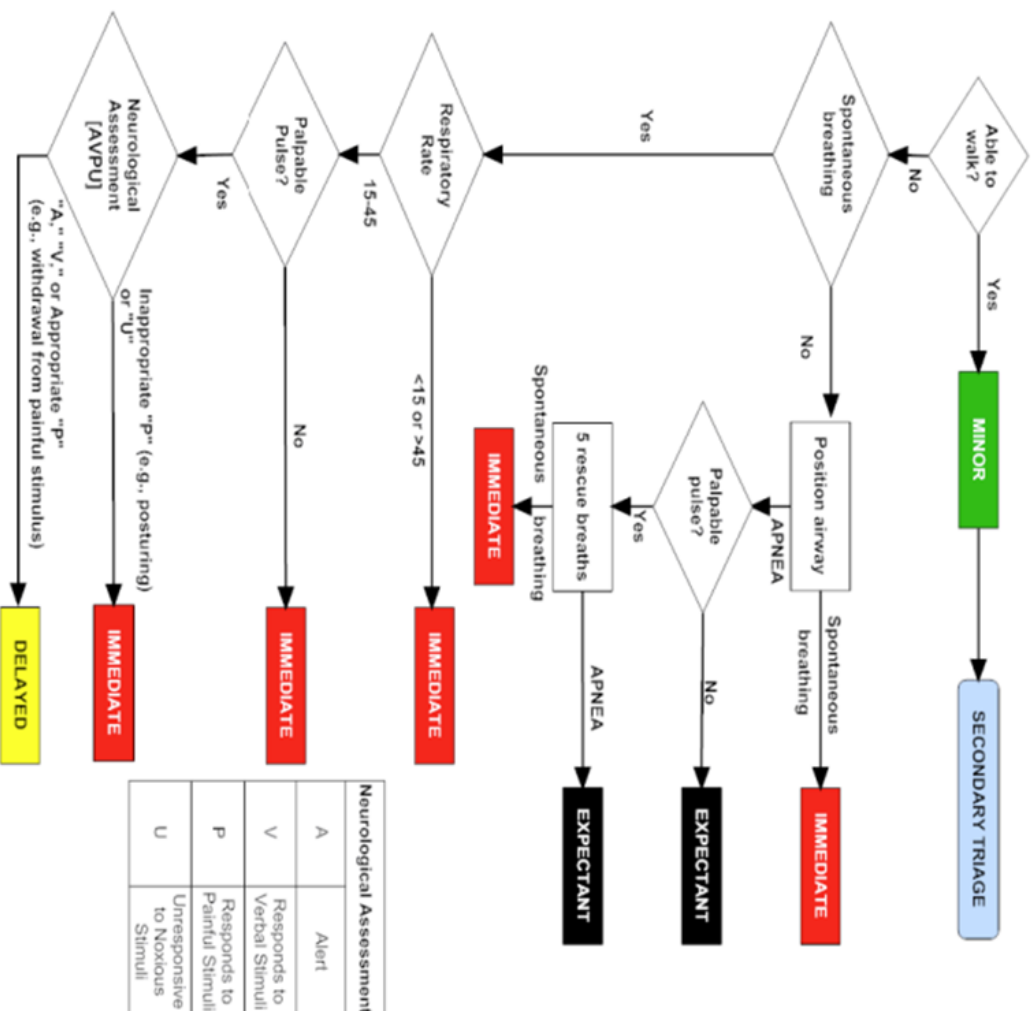 Able to
walk?
Yes
MINOR
SECONDARY TRIAGE
No
Spontaneous
breathing
No
Position airway
Spontaneous
breathing
IMMEDIATE
APNEA
Palpable
pulse?
No
EXPECTANT
Yes
5 rescue breaths
APNEA
EXPECTANT
Spontaneous
breathing
IMMEDIATE
Yes
Respiratory
Rate
<15 or >45
IMMEDIATE
15-45
Palpable
Pulse?
No
IMMEDIATE
Yes
Neurological
Assessment
[AVPU]
Inappropriate "P" (e.g., posturing)
or "U"
IMMEDIATE
"A," "V," or Appropriate "P"
(e.g., withdrawal from painful stimulus)
DELAYED
Neurological Assessment
A
Alert
V
Responds to
Verbal Stimuli
P
Responds to
Painful Stimuli
U
Unresponsive
to Noxious
Stimuli